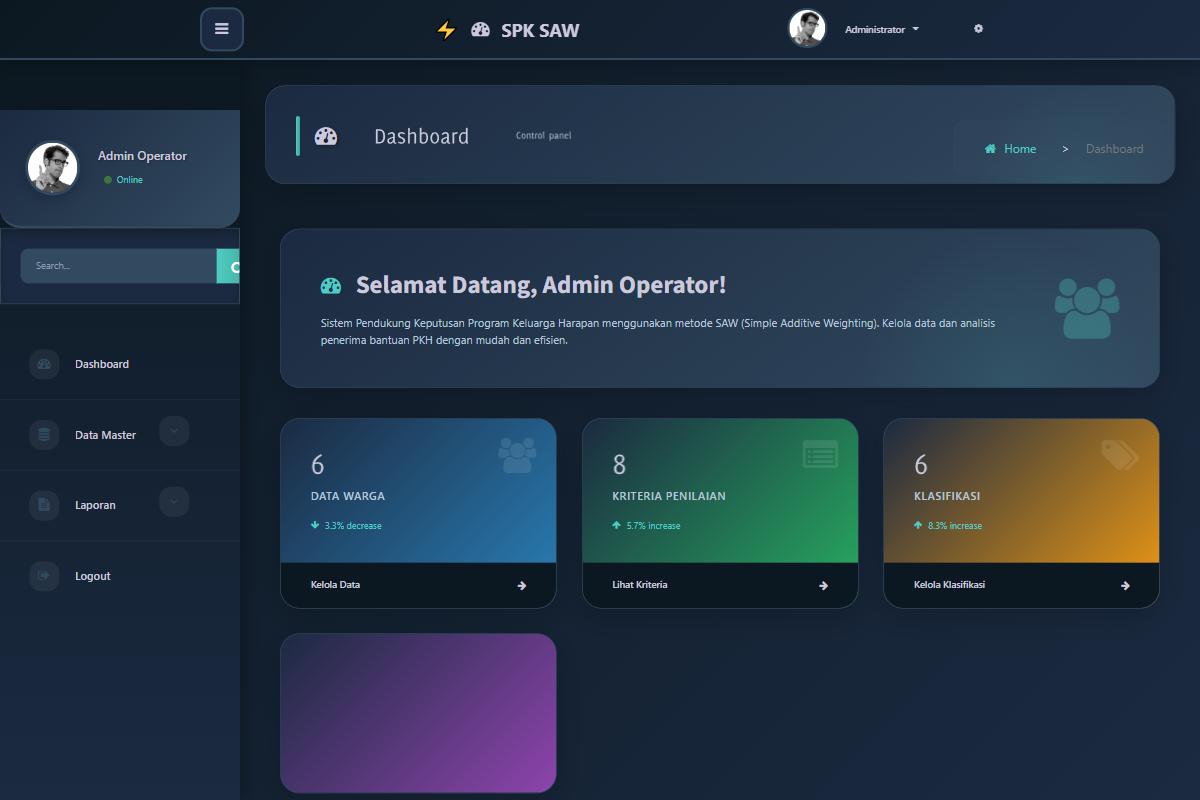 ⚡ SPK SAW
Administrator
Admin Operator
Online
Search...
Dashboard
Data Master
Laporan
Logout
Dashboard Control panel
Home > Dashboard
Selamat Datang, Admin Operator!
Sistem Pendukung Keputusan Program Keluarga Harapan menggunakan metode SAW (Simple Additive Weighting). Kelola data dan analisis
penerima bantuan PKH dengan mudah dan efisien.
6
DATA WARGA
3.3% decrease
Kelola Data
8
KRITERIA PENILAIAN
5.7% increase
Lihat Kriteria
6
KLASIFIKASI
8.3% increase
Kelola Klasifikasi